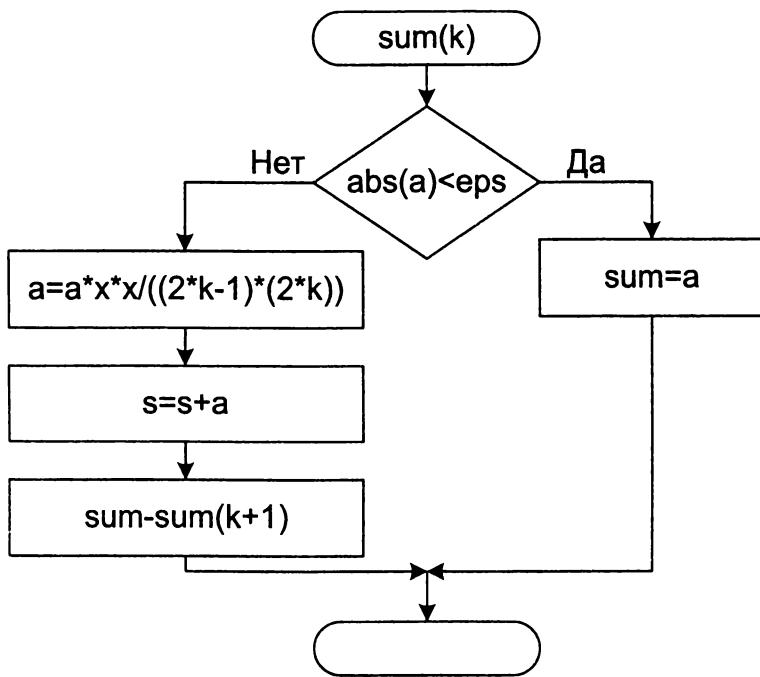 sum(k)
Нет
abs(a)<eps
Да
a=a*x*x/((2*k-1)*(2*k))
sum=a
s=s+a
sum-sum(k+1)